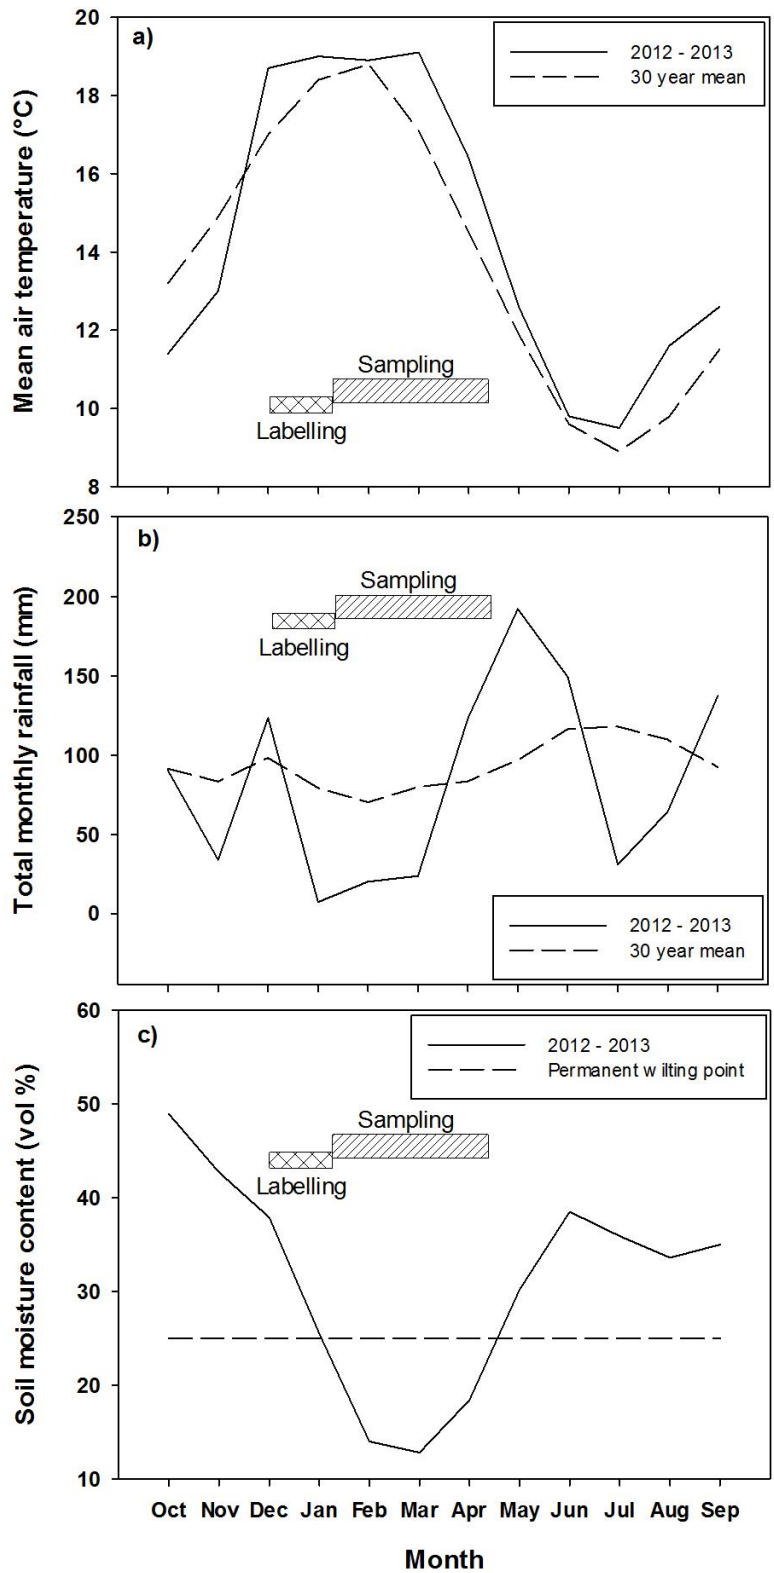 a)
2012 - 2013
30 year mean
Mean air temperature (°C)
20
18
16
14
12
10
8
Sampling
Labelling
b)
Total monthly rainfall (mm)
250
200
150
100
50
0
Sampling
Labelling
2012 - 2013
30 year mean
c)
2012 - 2013
Permanent wilting point
Soil moisture content (vol %)
60
50
40
30
20
10
Sampling
Labelling
Oct Nov Dec Jan Feb Mar Apr May Jun Jul Aug Sep
Month